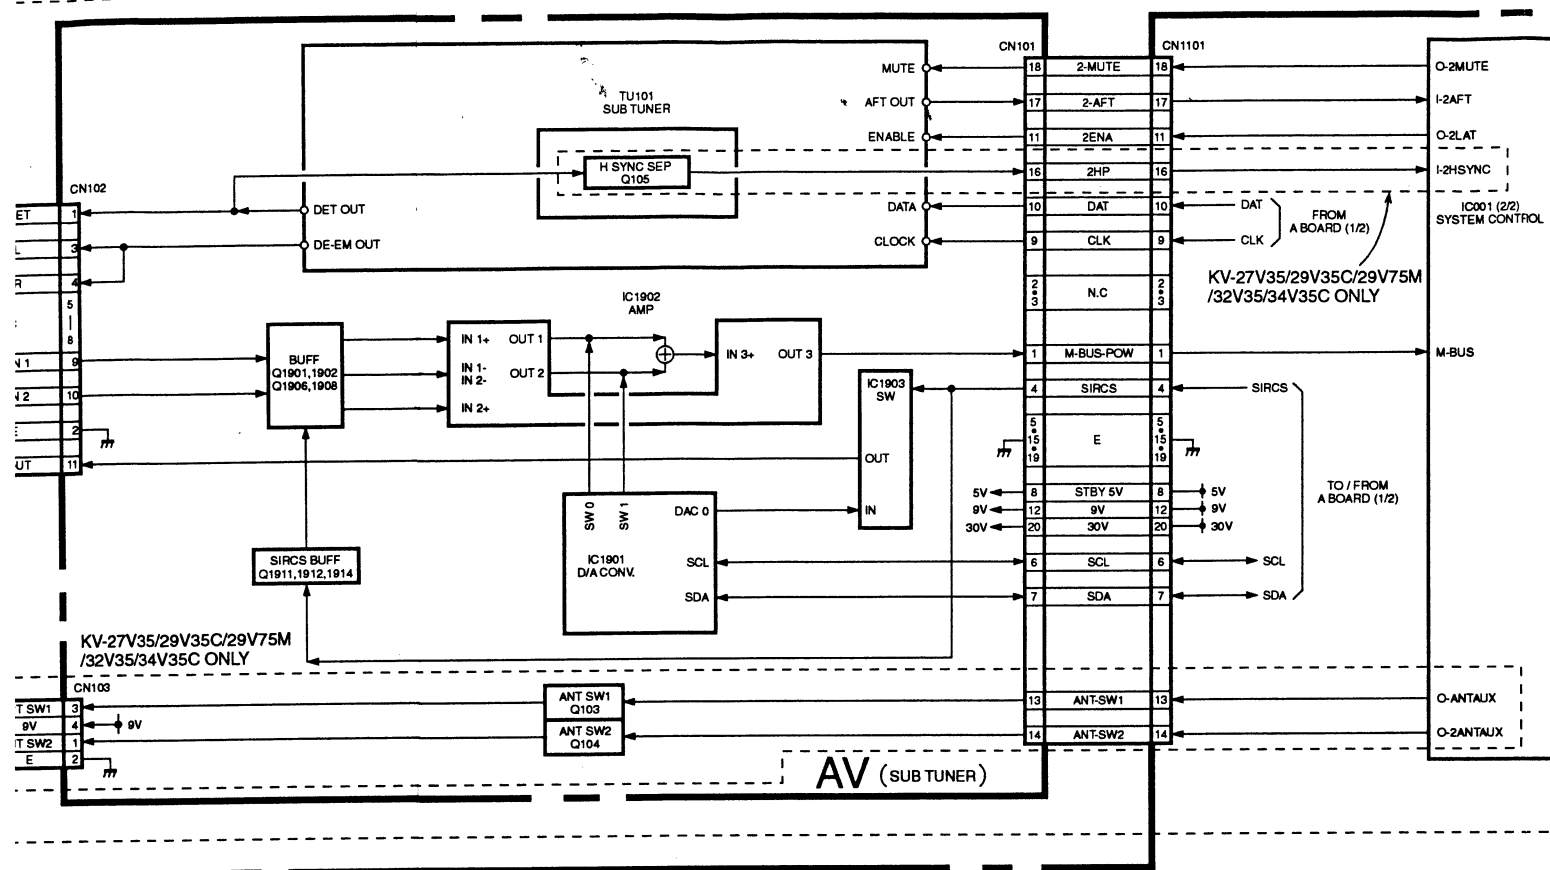 CN101
CN1101
MUTE
18
2-MUTE
18
O-2MUTE
TU101
SUB TUNER
AFT OUT
17
2-AFT
17
I-2AFT
ENABLE
11
2ENA
11
O-2LAT
H SYNC SEP
Q105
16
2HP
16
I-2HSYNC
CN102
ET
1
DET OUT
DATA
10
DAT
10
DAT
FROM
A BOARD (1/2)
IC001 (2/2)
SYSTEM CONTROL
L
3
DE-EM OUT
CLOCK
9
CLK
9
CLK
R
4
KV-27V35/29V35C/29V75M
/32V35/34V35C ONLY
2
3
N.C
2
3
5
8
IC1902
AMP
BUFF
Q1901,1902
Q1906,1908
IN 1+
OUT 1
IN 1-
IN 2-
OUT 2
IN 2+
IN 3+
OUT 3
1
M-BUS-POW
1
M-BUS
N 1
9
N 2
10
E
2
UT
11
IC1903
SW
OUT
IN
4
SIRCS
4
SIRCS
5
15
19
E
5
15
19
TO / FROM
A BOARD (1/2)
5V
8
STBY 5V
8
5V
9V
12
9V
12
9V
30V
20
30V
20
30V
SW 0
SW 1
DAC 0
IC1901
D/A CONV.
SCL
6
SCL
6
SCL
SDA
7
SDA
7
SDA
SIRCS BUFF
Q1911,1912,1914
KV-27V35/29V35C/29V75M
/32V35/34V35C ONLY
CN103
T SW1
3
9V
4
9V
T SW2
1
E
2
ANT SW1
Q103
13
ANT-SW1
13
O-ANTAUX
ANT SW2
Q104
14
ANT-SW2
14
O-2ANTAUX
AV (SUB TUNER)